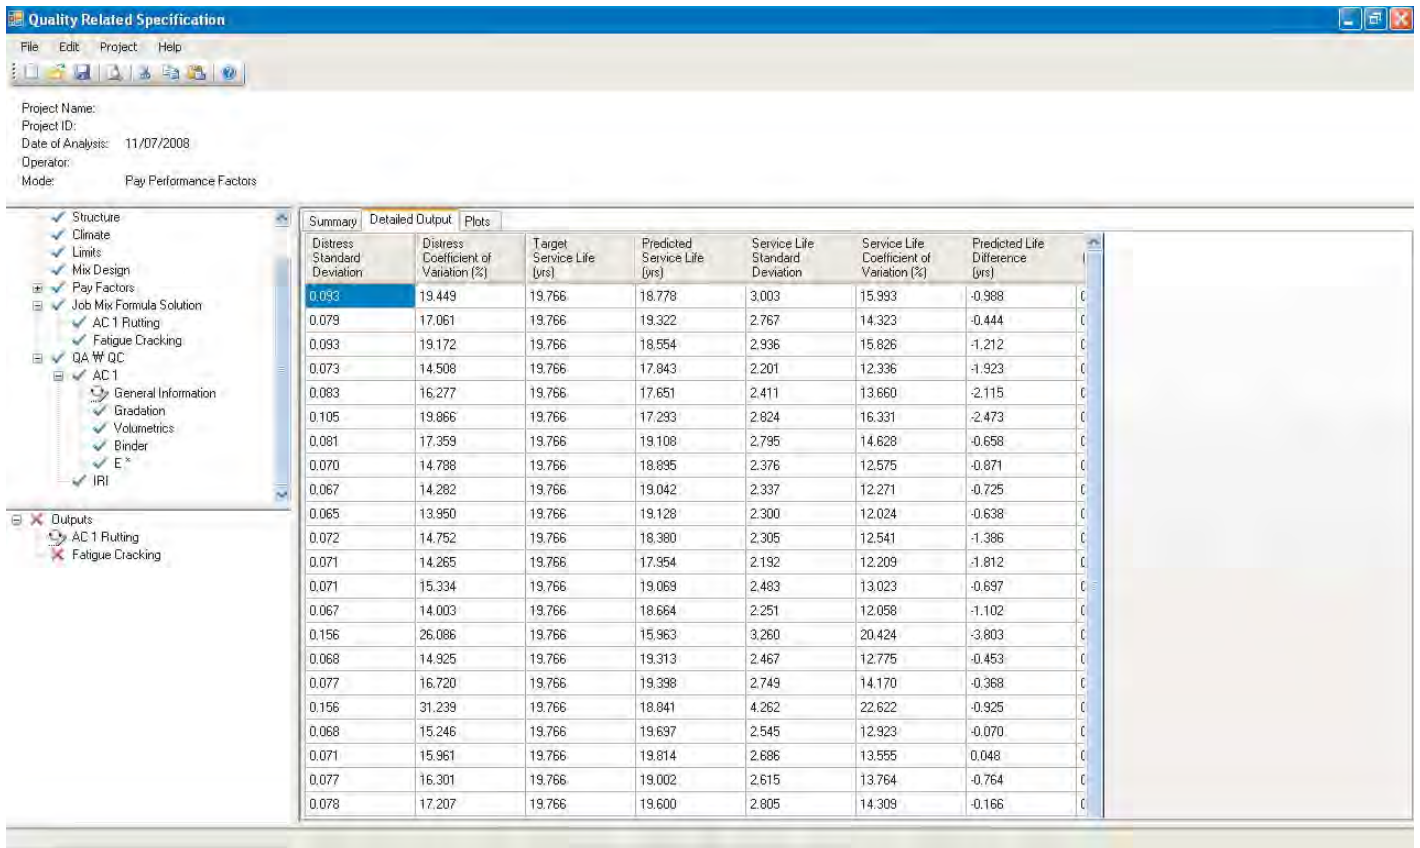 Quality Related Specification
File Edit Project Help
Project Name:
Project ID:
Date of Analysis: 11/07/2008
Operator:
Mode: Pay Performance Factors
Structure
Climate
Limits
Mix Design
Pay Factors
Job Mix Formula Solution
AC 1 Rutting
Fatigue Cracking
QA ₩ QC
AC 1
General Information
Gradation
Volumetrics
Binder
E *
IRI
Outputs
AC 1 Rutting
Fatigue Cracking
Summary Detailed Output Plots
Distress Standard Deviation Distress Coefficient of Variation (%) Target Service Life (yrs) Predicted Service Life (yrs) Service Life Standard Deviation Service Life Coefficient of Variation (%) Predicted Life Difference (yrs)
0.093 19.449 19.766 18.778 3.003 15.993 -0.988
0.079 17.061 19.766 19.322 2.767 14.323 -0.444
0.093 19.172 19.766 18.554 2.936 15.826 -1.212
0.073 14.508 19.766 17.843 2.201 12.336 -1.923
0.083 16.277 19.766 17.651 2.411 13.660 -2.115
0.105 19.866 19.766 17.293 2.824 16.331 -2.473
0.081 17.359 19.766 19.108 2.795 14.628 -0.658
0.070 14.788 19.766 18.895 2.376 12.575 -0.871
0.067 14.282 19.766 19.042 2.337 12.271 -0.725
0.065 13.950 19.766 19.128 2.300 12.024 -0.638
0.072 14.752 19.766 18.380 2.305 12.541 -1.386
0.071 14.265 19.766 17.954 2.192 12.209 -1.812
0.071 15.334 19.766 19.069 2.483 13.023 -0.697
0.067 14.003 19.766 18.664 2.251 12.058 -1.102
0.156 26.086 19.766 15.963 3.260 20.424 -3.803
0.068 14.925 19.766 19.313 2.467 12.775 -0.453
0.077 16.720 19.766 19.398 2.749 14.170 -0.368
0.156 31.239 19.766 18.841 4.262 22.622 -0.925
0.068 15.246 19.766 19.697 2.545 12.923 -0.070
0.071 15.961 19.766 19.814 2.686 13.555 0.048
0.077 16.301 19.766 19.002 2.615 13.764 -0.764
0.078 17.207 19.766 19.600 2.805 14.309 -0.166